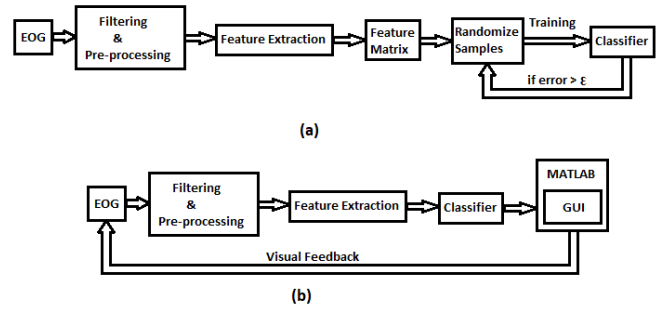 EOG
Filtering
&
Pre-processing
Feature Extraction
Feature
Matrix
Randomize
Samples
Training
Classifier
if error > ε
(a)
EOG
Filtering
&
Pre-processing
Feature Extraction
Classifier
MATLAB
GUI
Visual Feedback
(b)